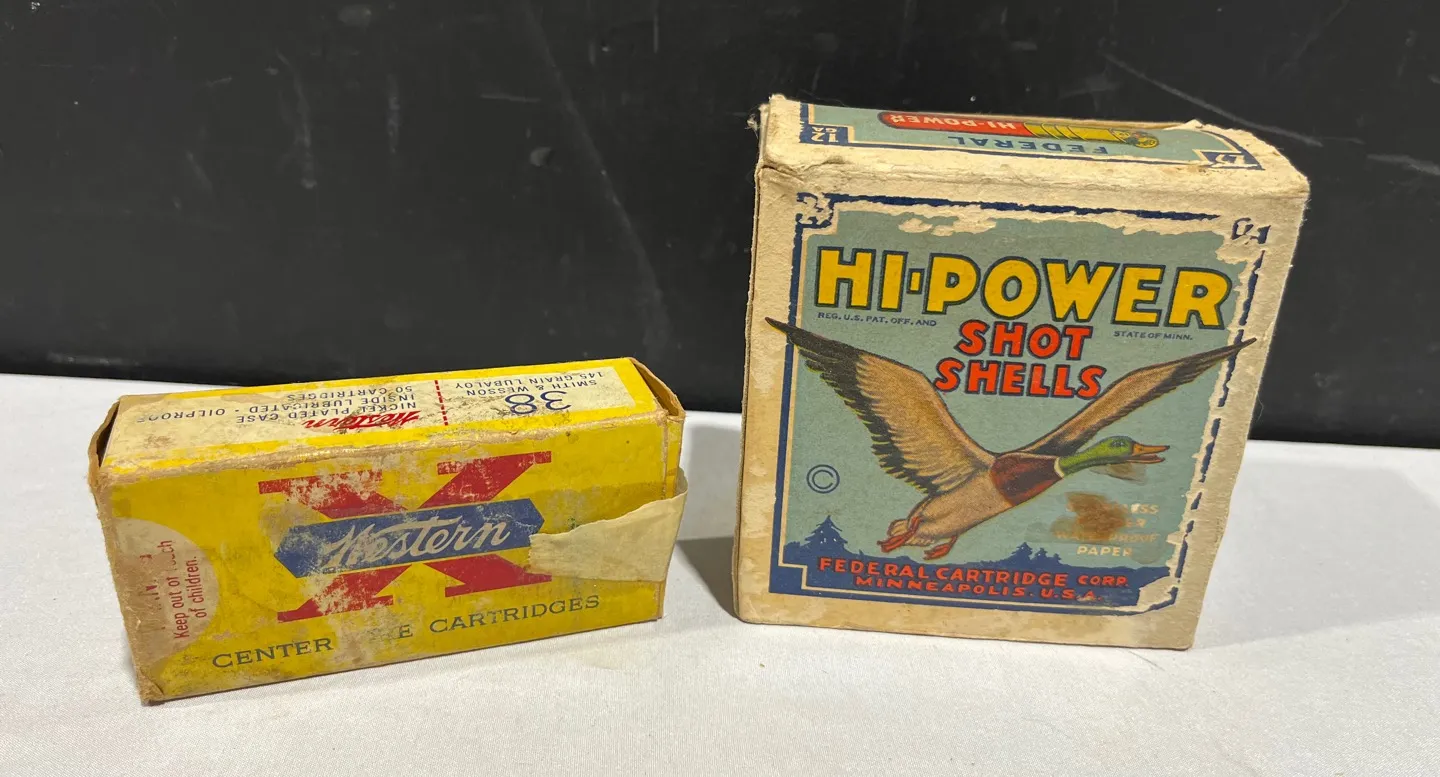 38
SMITH & WESSON
145 GRAIN LUBALOY
Western
NICKEL PLATED CASE
INSIDE LUBRICATED • OILPROOF
50 CARTRIDGES
X
Western
Keep out of reach
of children.
CENTER CARTRIDGES
12
GA
HI-POWER
FEDERAL
12
HI-POWER
REG. U.S. PAT. OFF. AND
STATE OF MINN.
SHOT
SHELLS
©
PAPER
FEDERAL CARTRIDGE CORP.
MINNEAPOLIS. U.S.A.